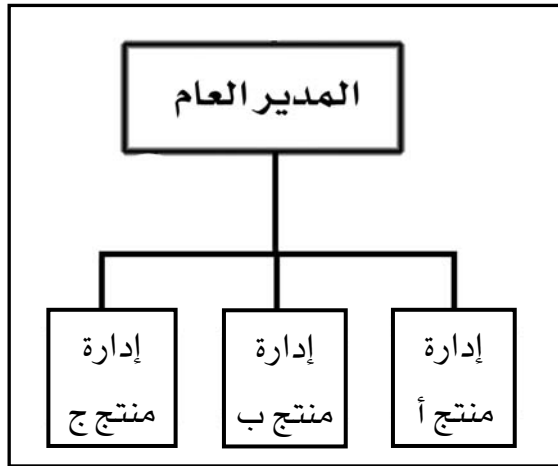 المدير العام
إدارة
منتج أ
إدارة
منتج ب
إدارة
منتج ج